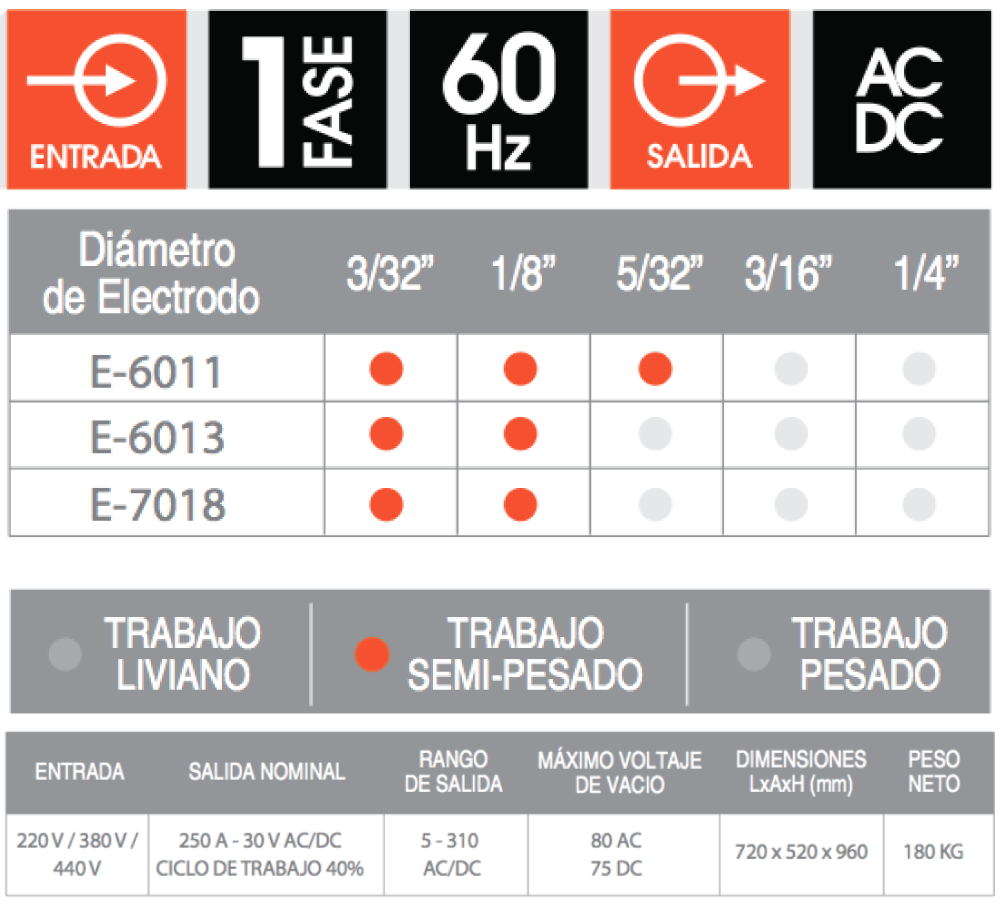 ENTRADA
1 FASE
60
Hz
SALIDA
AC
DC
Diámetro
de Electrodo
3/32”
1/8”
5/32”
3/16”
1/4”
E-6011
E-6013
E-7018
TRABAJO
LIVIANO
TRABAJO
SEMI-PESADO
TRABAJO
PESADO
ENTRADA
SALIDA NOMINAL
RANGO
DE SALIDA
MÁXIMO VOLTAJE
DE VACIO
DIMENSIONES
LxAxH (mm)
PESO
NETO
220 V / 380 V /
440 V
250 A - 30 V AC/DC
CICLO DE TRABAJO 40%
5 - 310
AC/DC
80 AC
75 DC
720 x 520 x 960
180 KG